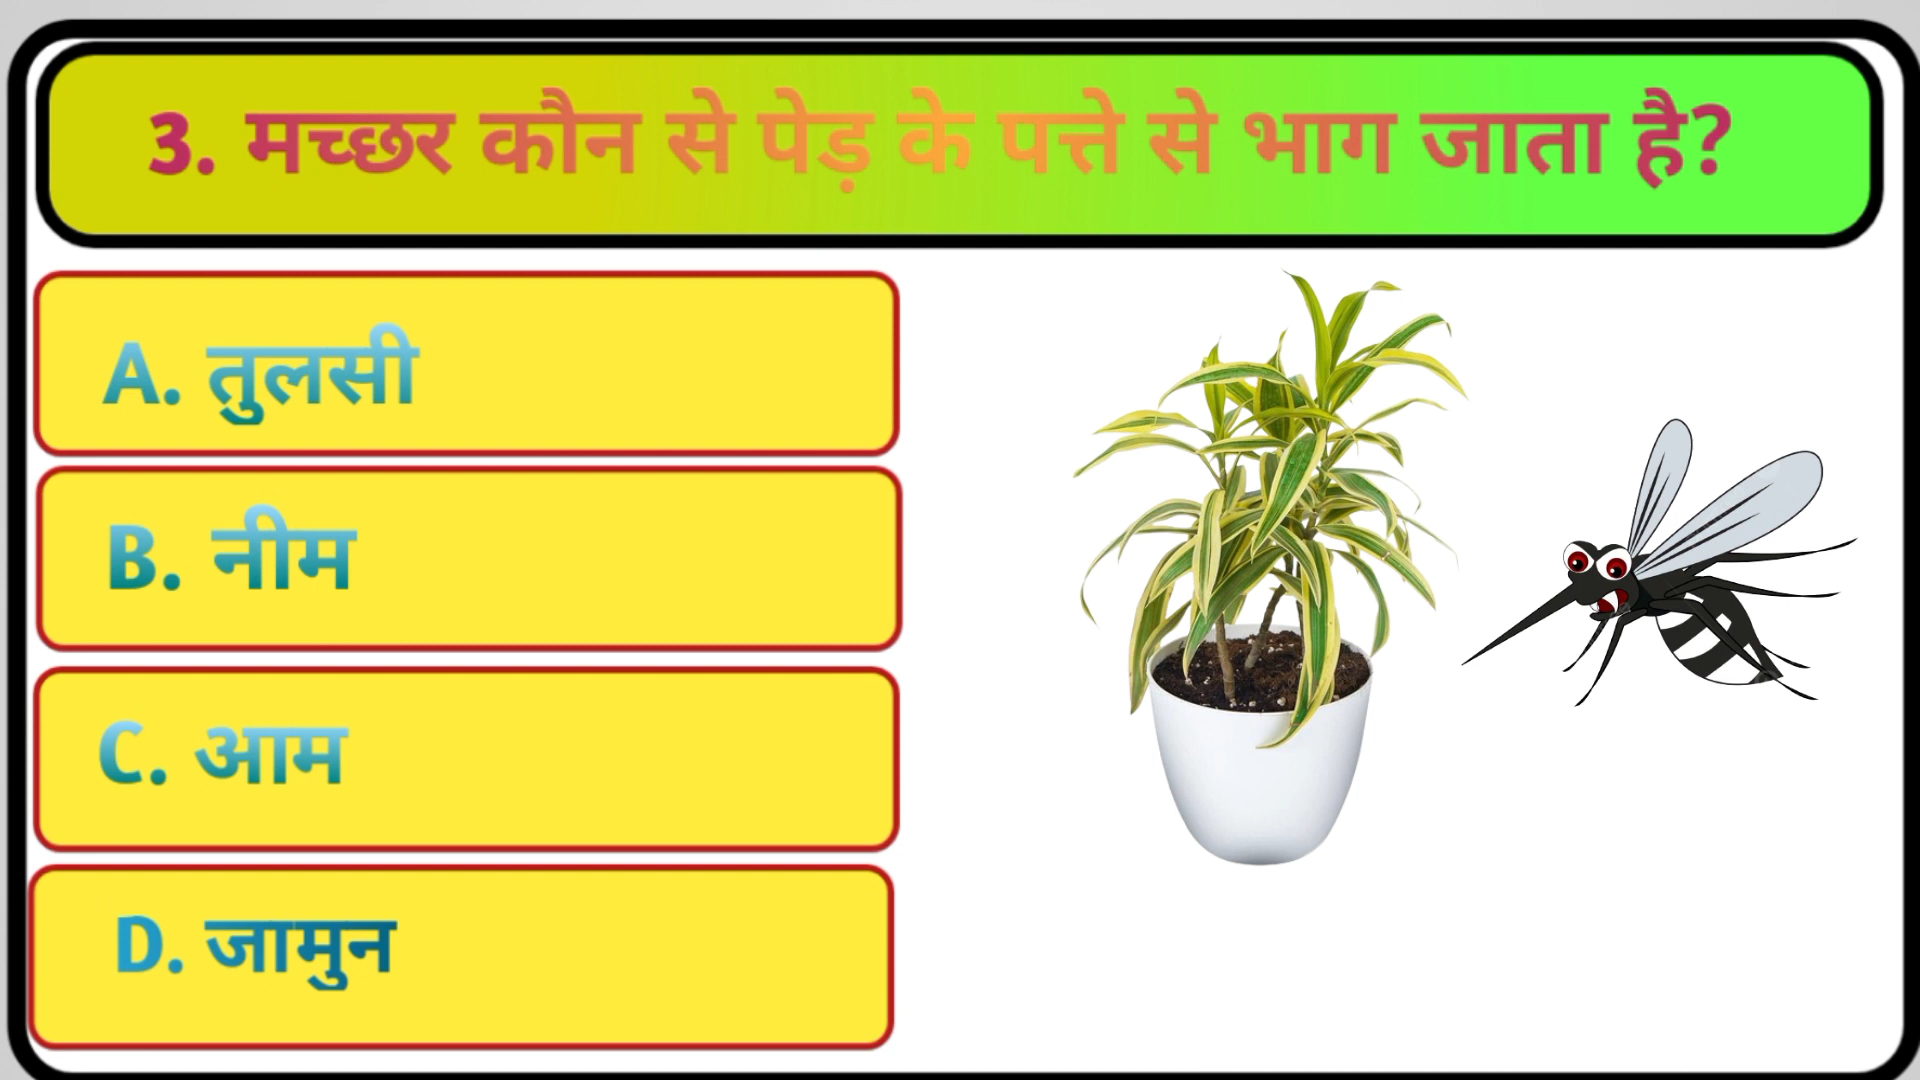 3. मच्छर कौन से पेड़ के पत्ते से भाग जाता है?
A. तुलसी
B. नीम
C. आम
D. जामुन